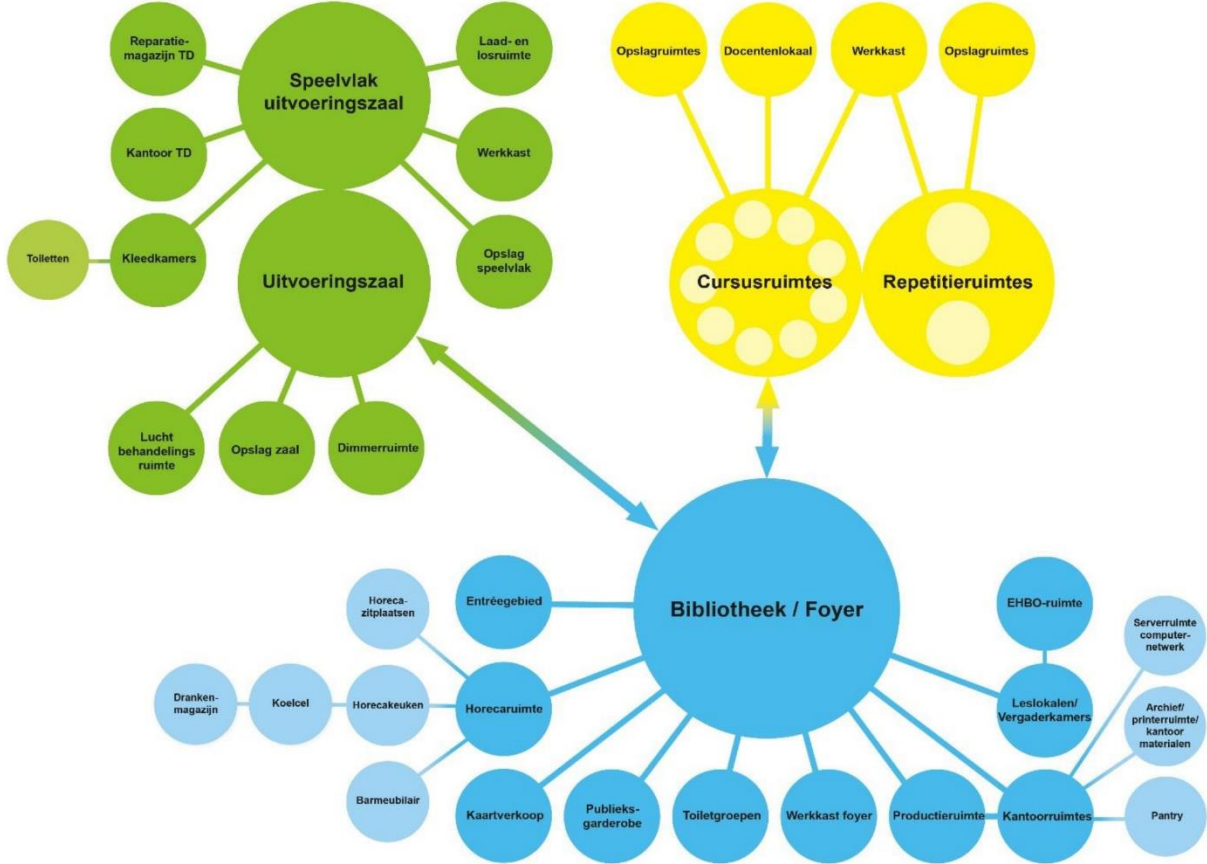 Reparatie-
magazijn TD
Speelvlak
uitvoeringszaal
Laad- en
losruimte
Kantoor TD
Werkkast
Toiletten
Kleedkamers
Opslag
speelvlak
Uitvoeringszaal
Lucht
behandelings
ruimte
Opslag zaal
Dimmerruimte
Opslagruimtes
Docentenlokaal
Werkkast
Opslagruimtes
Cursusruimtes
Repetitieruimtes
Bibliotheek / Foyer
Entréegebied
Horeca-
zitplaatsen
Dranken-
magazijn
Koelcel
Horecakeuken
Horecaruimte
Barmeubilair
Kaartverkoop
Publieks-
garderobe
Toiletgroepen
Werkkast foyer
Productieruimte
Kantoorruimtes
EHBO-ruimte
Leslokalen/
Vergaderkamers
Serverruimte
computer-
netwerk
Archief/
printerruimte/
kantoor
materialen
Pantry